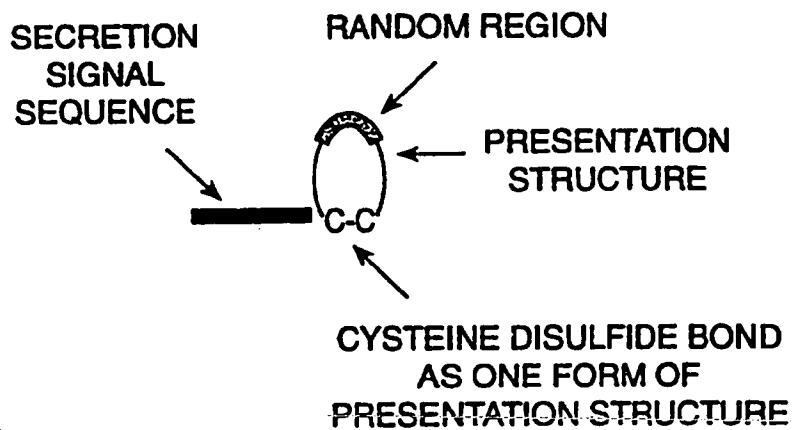 SECRETION
SIGNAL
SEQUENCE
RANDOM REGION
PRESENTATION
STRUCTURE
C-C
CYSTEINE DISULFIDE BOND
AS ONE FORM OF
PRESENTATION STRUCTURE